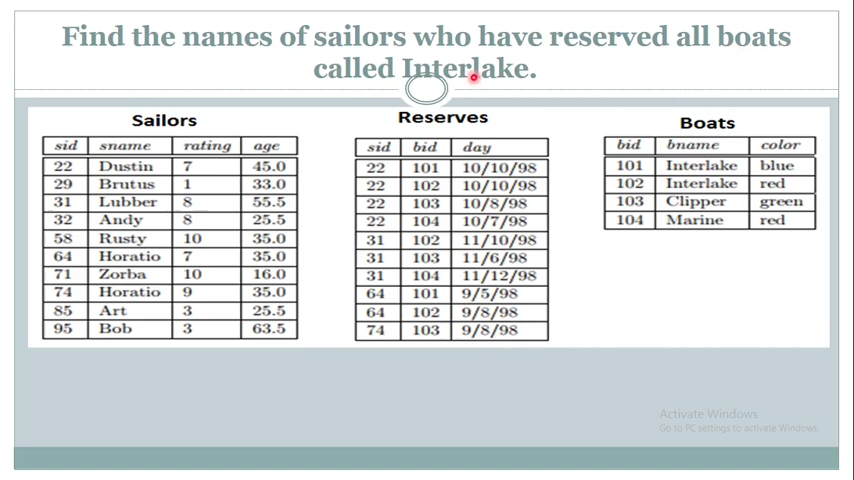 Find the names of sailors who have reserved all boats
called Interlake.
Sailors
sid sname rating age
22 Dustin 7 45.0
29 Brutus 1 33.0
31 Lubber 8 55.5
32 Andy 8 25.5
58 Rusty 10 35.0
64 Horatio 7 35.0
71 Zorba 10 16.0
74 Horatio 9 35.0
85 Art 3 25.5
95 Bob 3 63.5
Reserves
sid bid day
22 101 10/10/98
22 102 10/10/98
22 103 10/8/98
22 104 10/7/98
31 102 11/10/98
31 103 11/6/98
31 104 11/12/98
64 101 9/5/98
64 102 9/8/98
74 103 9/8/98
Boats
bid bname color
101 Interlake blue
102 Interlake red
103 Clipper green
104 Marine red
Activate Windows
Go to PC settings to activate Windows.